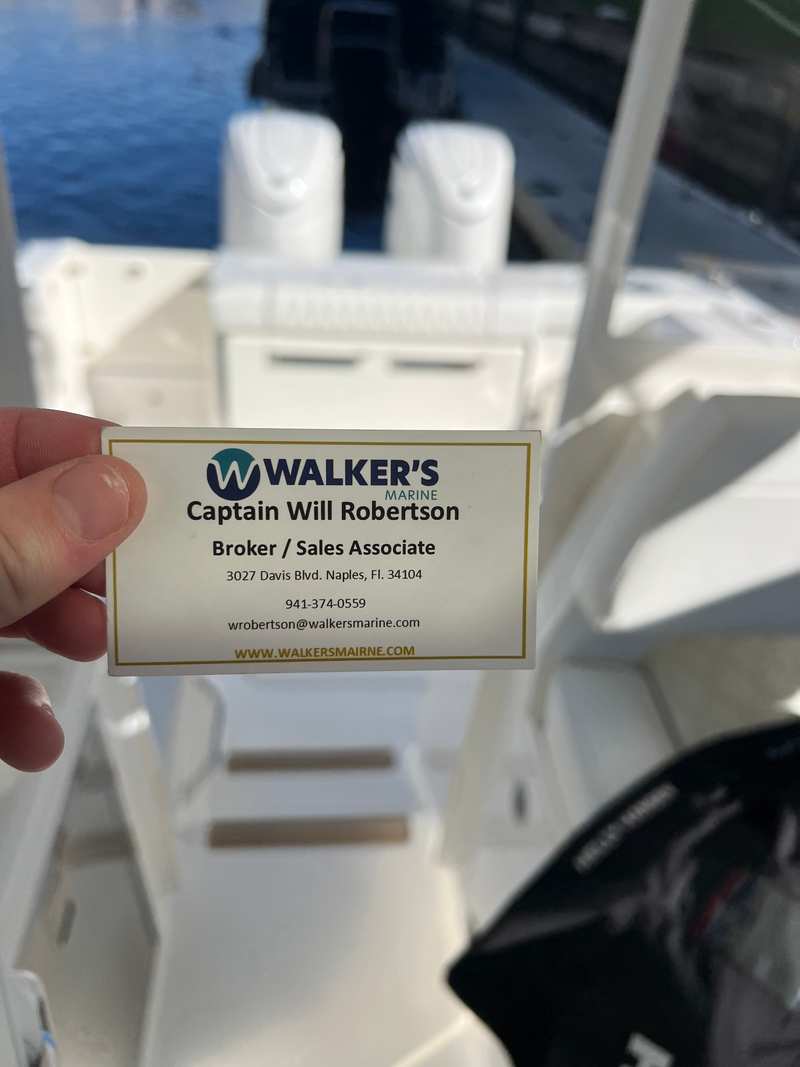 W WALKER'S
MARINE
Captain Will Robertson
Broker / Sales Associate
3027 Davis Blvd. Naples, Fl. 34104
941-374-0559
wrobertson@walkersmarine.com
WWW.WALKERSMAIRNE.COM